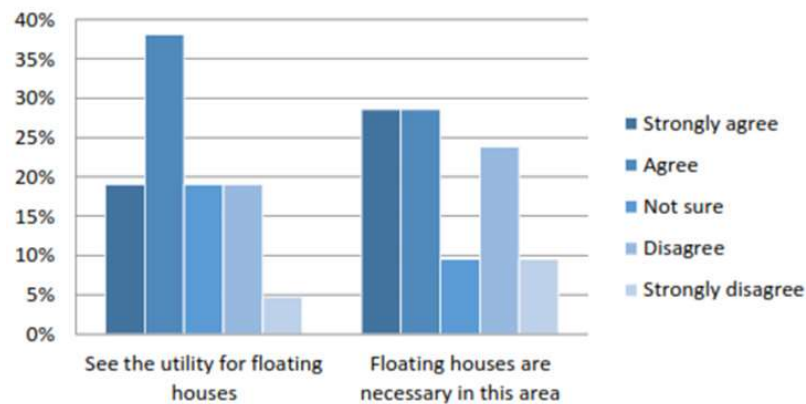 40%
35%
30%
25%
20%
15%
10%
5%
0%
See the utility for floating
houses
Floating houses are
necessary in this area
Strongly agree
Agree
Not sure
Disagree
Strongly disagree